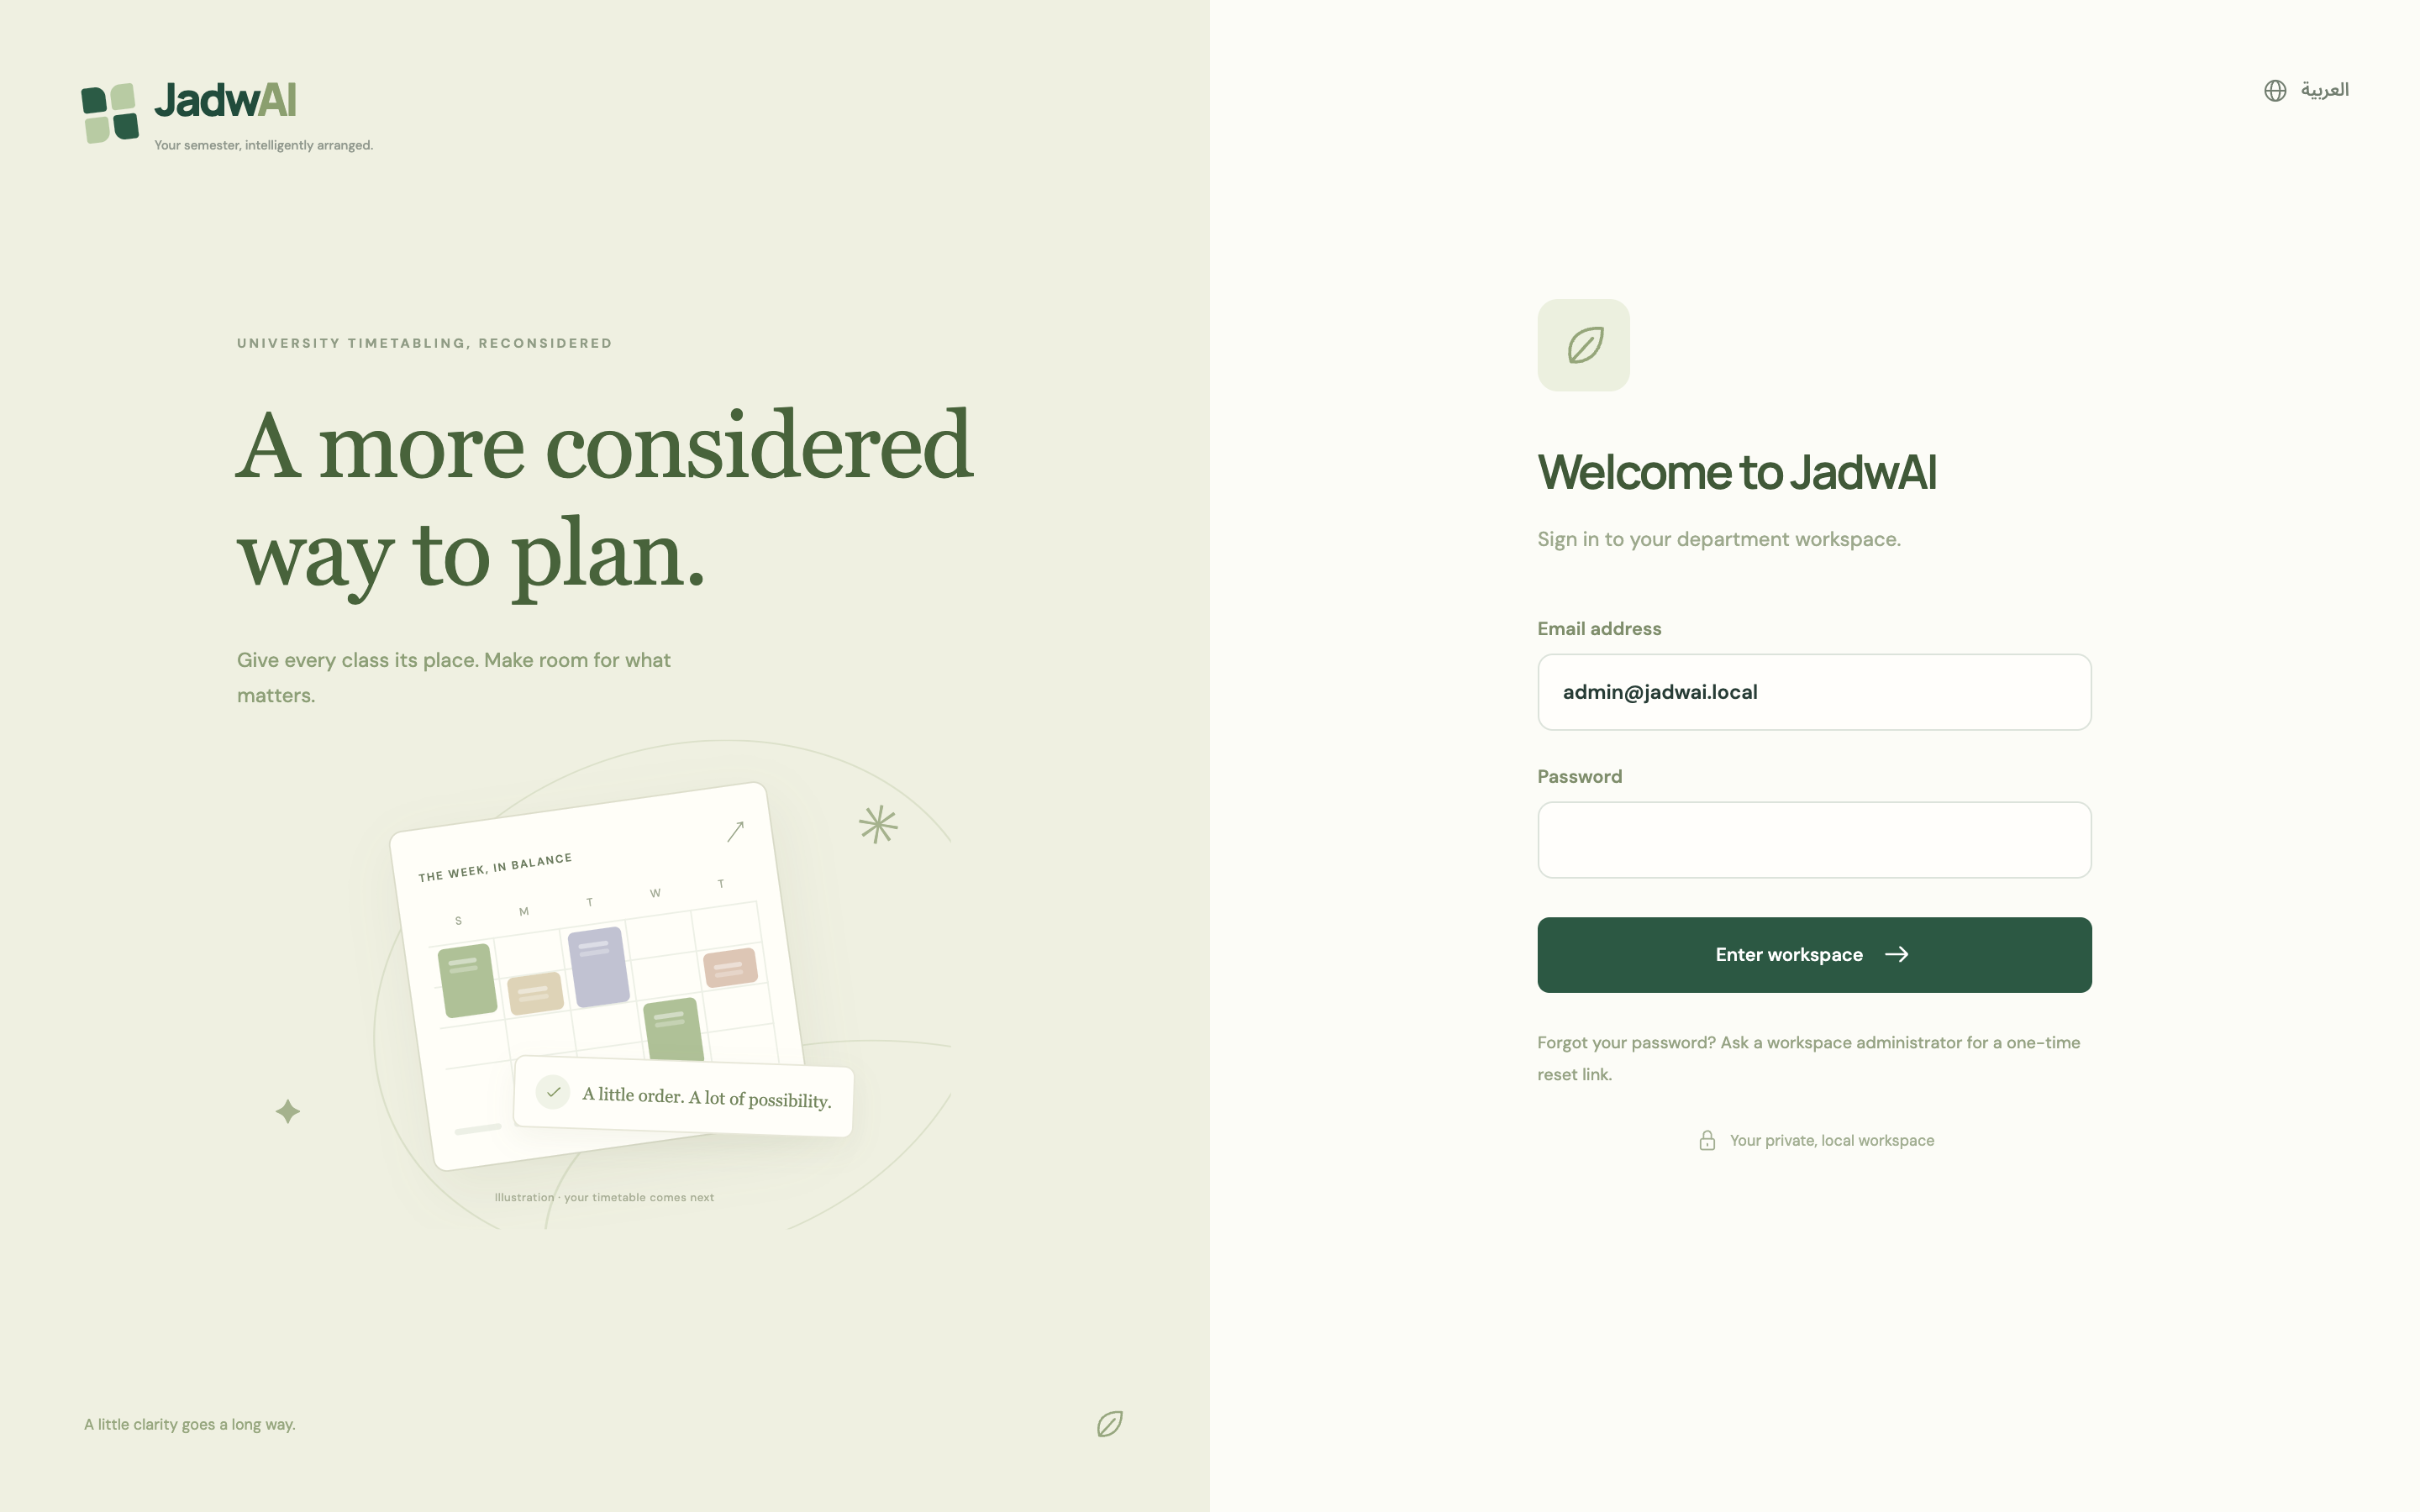 JadwAI
Your semester, intelligently arranged.
UNIVERSITY TIMETABLING, RECONSIDERED
A more considered
way to plan.
Give every class its place. Make room for what
matters.
THE WEEK, IN BALANCE
S M T W T
A little order. A lot of possibility.
Illustration · your timetable comes next
A little clarity goes a long way.
العربية
Welcome to JadwAI
Sign in to your department workspace.
Email address
admin@jadwai.local
Password
Enter workspace
Forgot your password? Ask a workspace administrator for a one-time
reset link.
Your private, local workspace